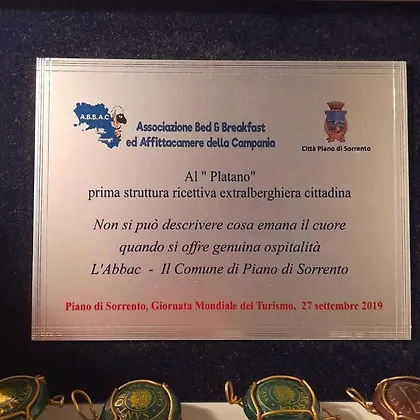 A.B.B.A.C
Associazione Bed & Breakfast
ed Affittacamere della Campania
Città Piano di Sorrento
Al " Platano"
prima struttura ricettiva extralberghiera cittadina
Non si può descrivere cosa emana il cuore
quando si offre genuina ospitalità
L'Abbac - Il Comune di Piano di Sorrento
Piano di Sorrento, Giornata Mondiale del Turismo, 27 settembre 2019